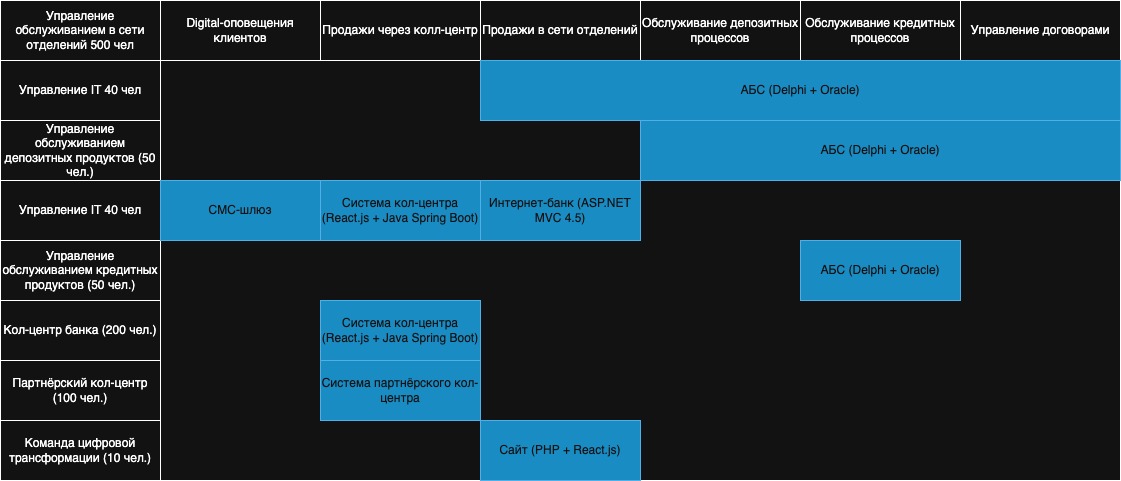 Управление
обслуживанием в сети
отделений 500 чел
Digital-оповещения
клиентов
Продажи через колл-центр
Продажи в сети отделений
Обслуживание депозитных
процессов
Обслуживание кредитных
процессов
Управление договорами
Управление IT 40 чел
АБС (Delphi + Oracle)
Управление
обслуживанием
депозитных продуктов (50
чел.)
АБС (Delphi + Oracle)
Управление IT 40 чел
СМС-шлюз
Система кол-центра
(React.js + Java Spring Boot)
Интернет-банк (ASP.NET
MVC 4.5)
Управление
обслуживанием кредитных
продуктов (50 чел.)
АБС (Delphi + Oracle)
Кол-центр банка (200 чел.)
Система кол-центра
(React.js + Java Spring Boot)
Партнёрский кол-центр
(100 чел.)
Система партнёрского кол-
центра
Команда цифровой
трансформации (10 чел.)
Сайт (PHP + React.js)